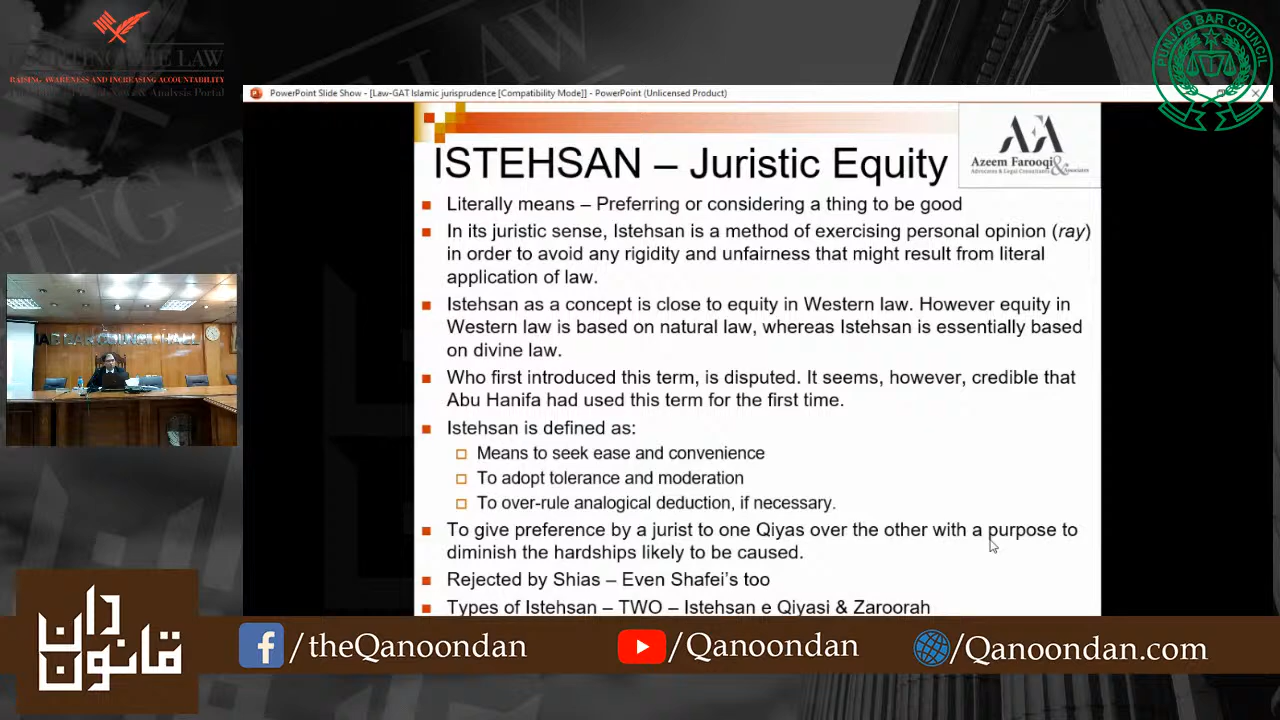 RAISING AWARENESS AND INCREASING ACCOUNTABILITY
PUNJAB BAR COUNCIL
PowerPoint Slide Show - [Law-GAT Islamic jurisprudence [Compatibility Mode]] - PowerPoint (Unlicensed Product)
AFA
Azeem Farooqi & Associates
Advocates & Legal Consultants
ISTEHSAN – Juristic Equity
Literally means – Preferring or considering a thing to be good
In its juristic sense, Istehsan is a method of exercising personal opinion (ray)
in order to avoid any rigidity and unfairness that might result from literal
application of law.
Istehsan as a concept is close to equity in Western law. However equity in
Western law is based on natural law, whereas Istehsan is essentially based
on divine law.
Who first introduced this term, is disputed. It seems, however, credible that
Abu Hanifa had used this term for the first time.
Istehsan is defined as:
Means to seek ease and convenience
To adopt tolerance and moderation
To over-rule analogical deduction, if necessary.
To give preference by a jurist to one Qiyas over the other with a purpose to
diminish the hardships likely to be caused.
Rejected by Shias – Even Shafei's too
Types of Istehsan – TWO – Istehsan e Qiyasi & Zaroorah
BAR COUNCIL HALL
قانون دان
/theQanoondan
/Qanoondan
/Qanoondan.com